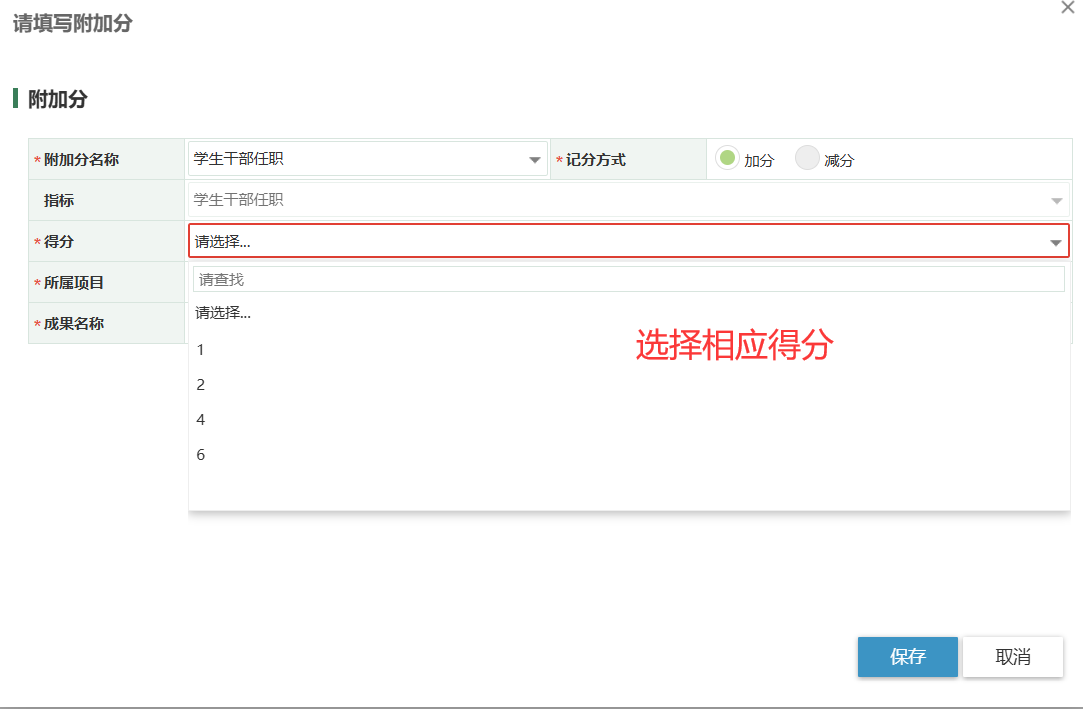 请填写附加分
附加分
*附加分名称 学生干部任职 *记分方式 加分 减分
指标 学生干部任职
*得分 请选择...
*所属项目 请查找
请选择...
*成果名称
选择相应得分
1
2
4
6
保存 取消